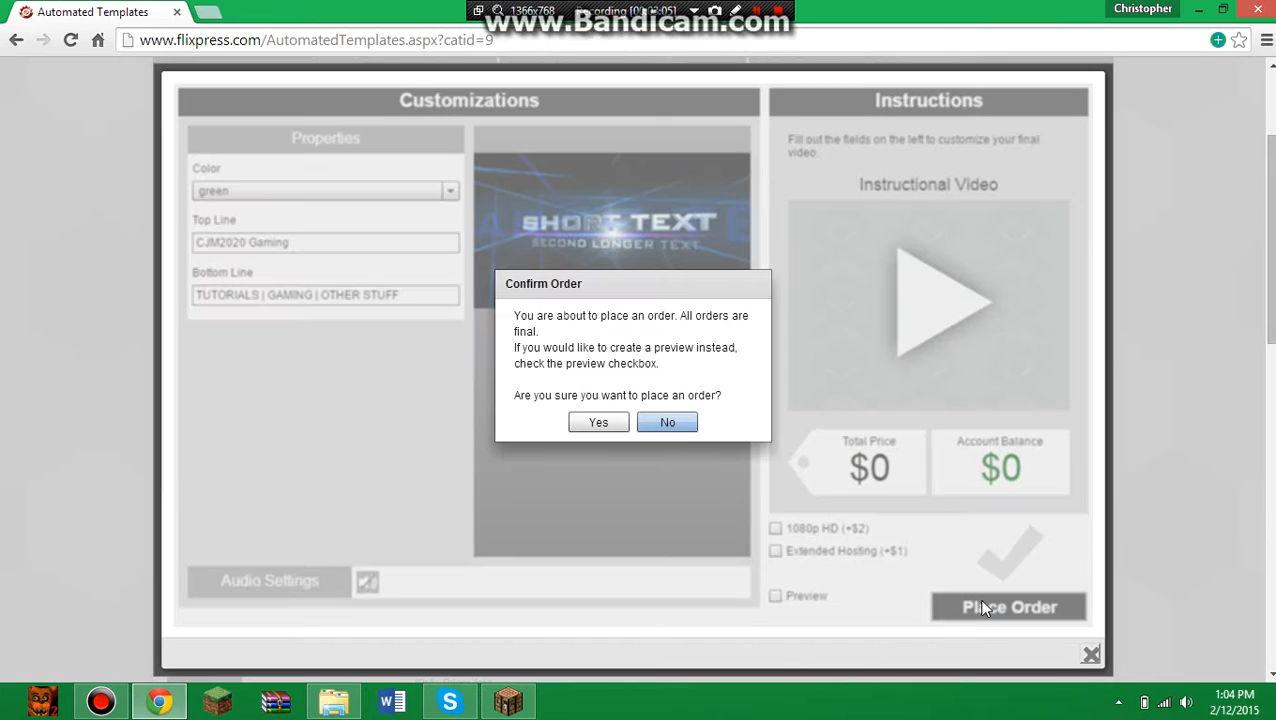 Automated Templates
1366x768
Recording
www.Bandicam.com
Christopher
www.flixpress.com/AutomatedTemplates.aspx?catid=9
Customizations
Instructions
Properties
Color
green
Top Line
CJM2020 Gaming
Bottom Line
TUTORIALS | GAMING | OTHER STUFF
SHORT TEXT
SECOND LONGER TEXT
Fill out the fields on the left to customize your final
video.
Instructional Video
Confirm Order
You are about to place an order. All orders are
final.
If you would like to create a preview instead,
check the preview checkbox.
Are you sure you want to place an order?
Yes
No
Total Price
$0
Account Balance
$0
1080p HD (+$2)
Extended Hosting (+$1)
Preview
Place Order
Audio Settings
1:04 PM
2/12/2015